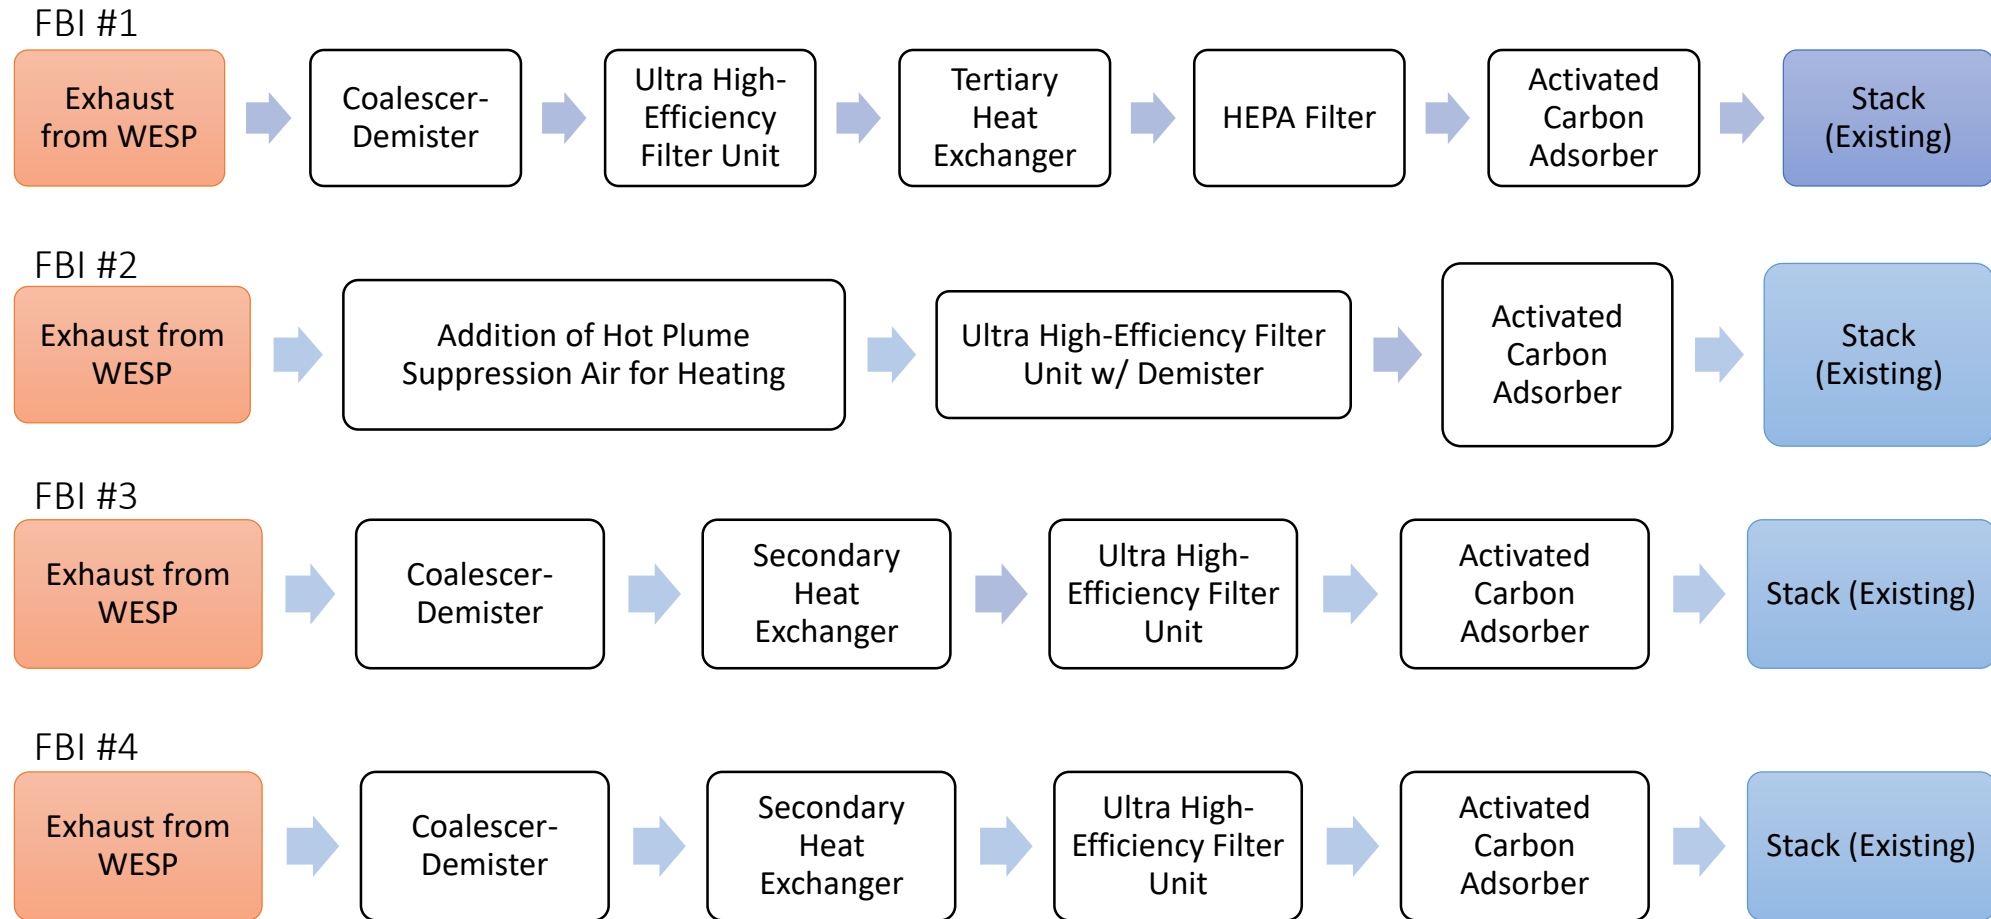 FBI #1
Exhaust
from WESP
Coalescer-
Demister
Ultra High-
Efficiency
Filter Unit
Tertiary
Heat
Exchanger
HEPA Filter
Activated
Carbon
Adsorber
Stack
(Existing)
FBI #2
Exhaust from
WESP
Addition of Hot Plume
Suppression Air for Heating
Ultra High-Efficiency Filter
Unit w/ Demister
Activated
Carbon
Adsorber
Stack
(Existing)
FBI #3
Exhaust from
WESP
Coalescer-
Demister
Secondary
Heat
Exchanger
Ultra High-
Efficiency Filter
Unit
Activated
Carbon
Adsorber
Stack (Existing)
FBI #4
Exhaust from
WESP
Coalescer-
Demister
Secondary
Heat
Exchanger
Ultra High-
Efficiency Filter
Unit
Activated
Carbon
Adsorber
Stack (Existing)